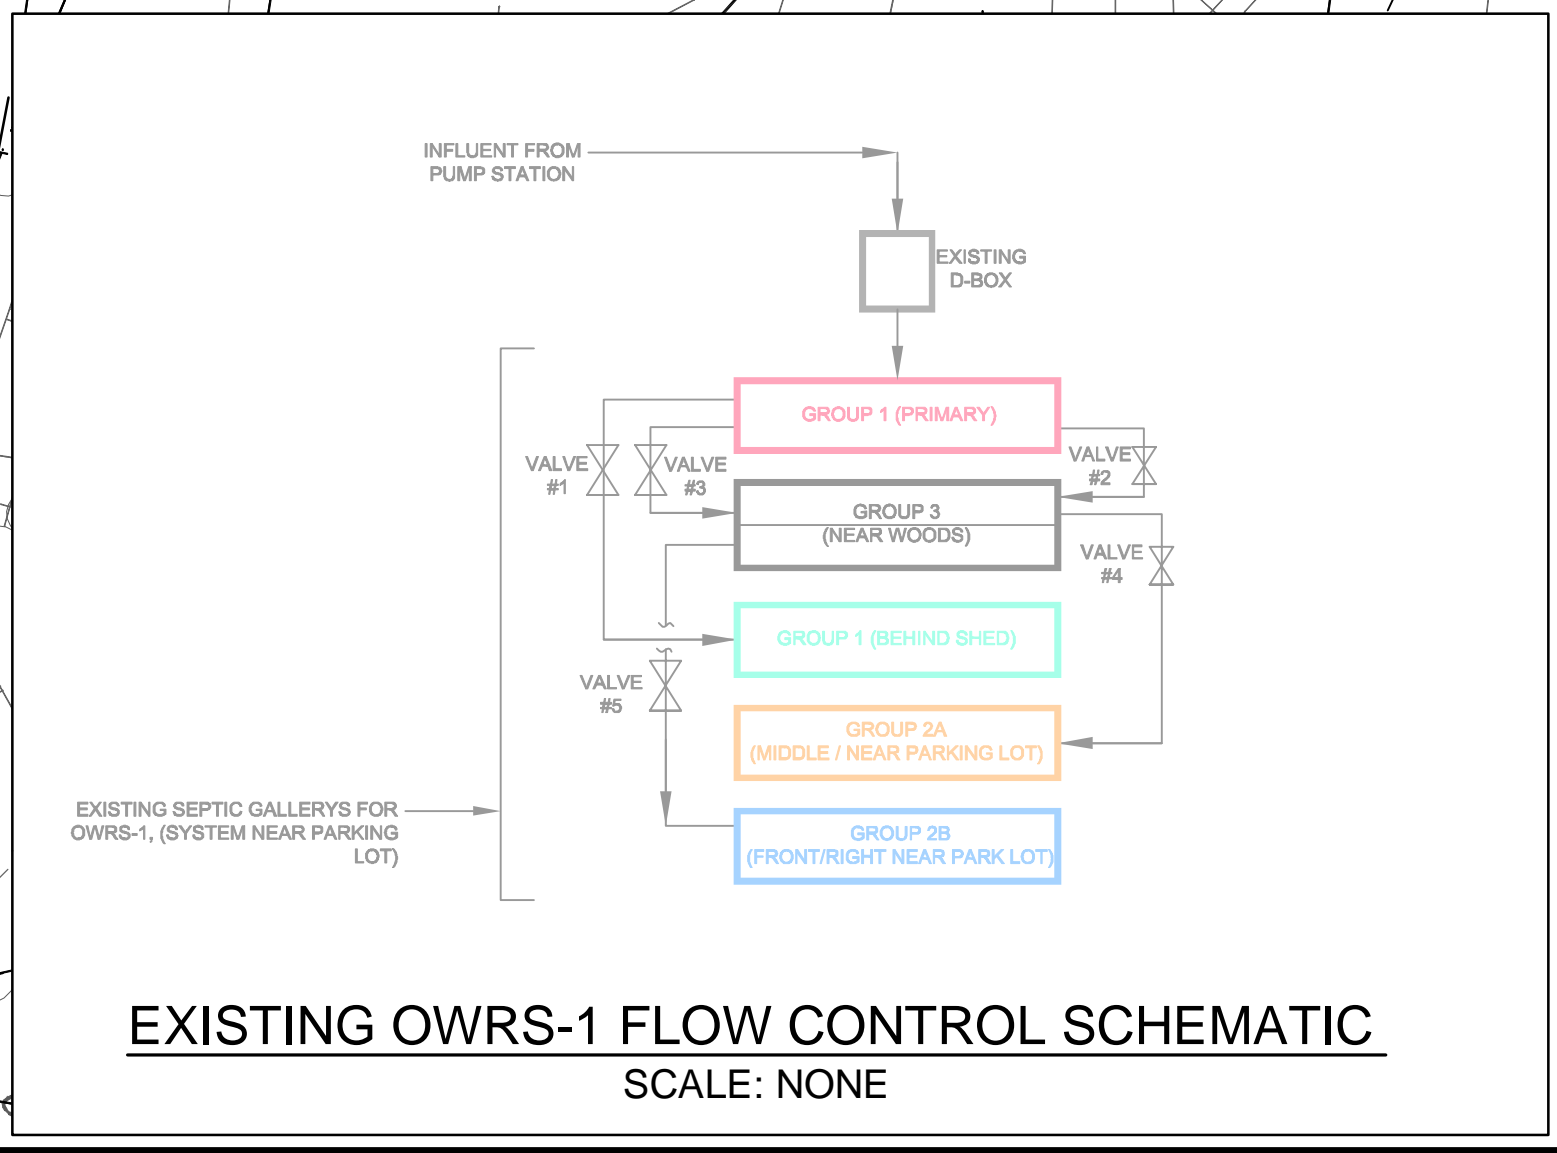 INFLUENT FROM
PUMP STATION
EXISTING
D-BOX
GROUP 1 (PRIMARY)
VALVE
#1
VALVE
#3
VALVE
#2
GROUP 3
(NEAR WOODS)
VALVE
#4
GROUP 1 (BEHIND SHED)
VALVE
#5
GROUP 2A
(MIDDLE / NEAR PARKING LOT)
EXISTING SEPTIC GALLERYS FOR
OWRS-1, (SYSTEM NEAR PARKING
LOT)
GROUP 2B
(FRONT/RIGHT NEAR PARK LOT)
EXISTING OWRS-1 FLOW CONTROL SCHEMATIC
SCALE: NONE